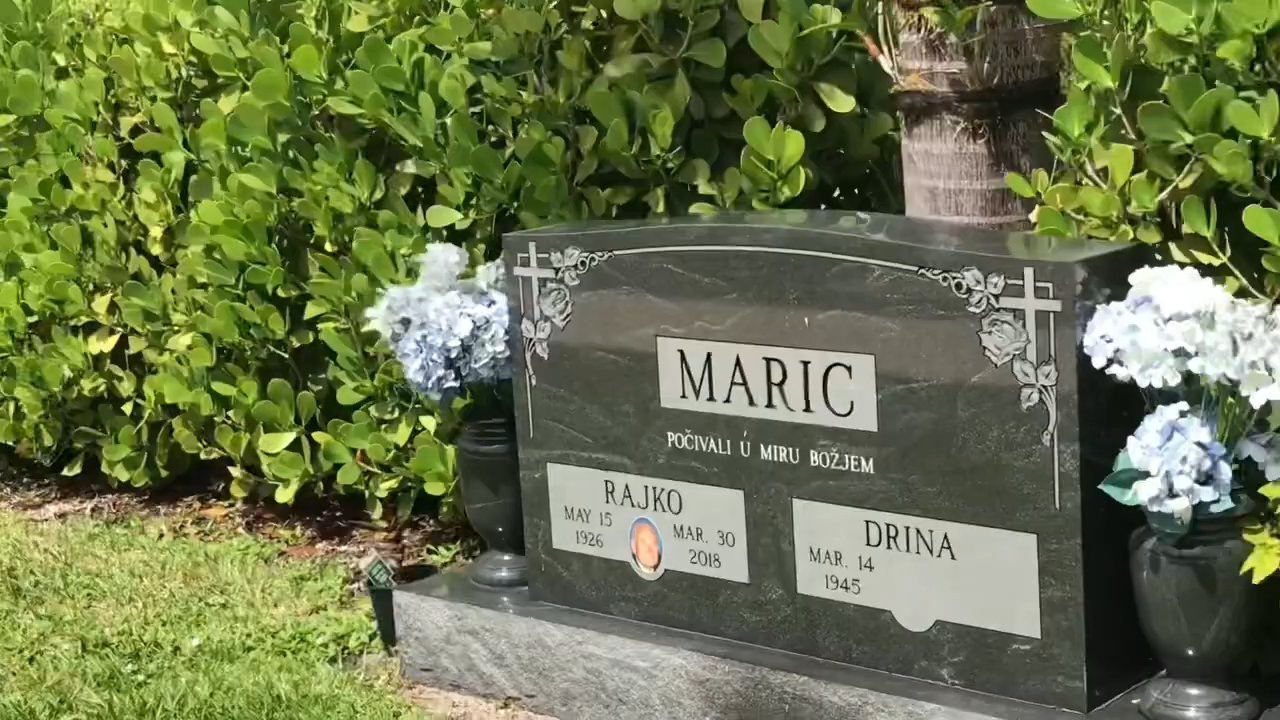 MARIC
POČIVALI Ú MIRU BOŽJEM
RAJKO
MAY 15
1926
MAR. 30
2018
DRINA
MAR. 14
1945